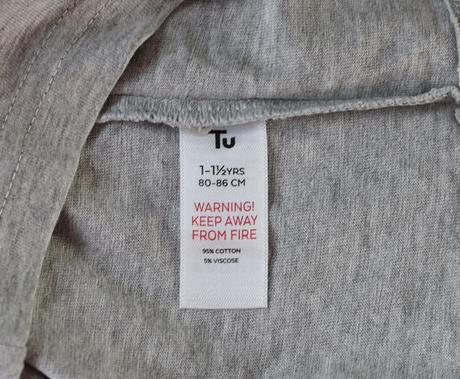 Tu
1-1½YRS
80-86 CM
WARNING!
KEEP AWAY
FROM FIRE
95% COTTON
5% VISCOSE